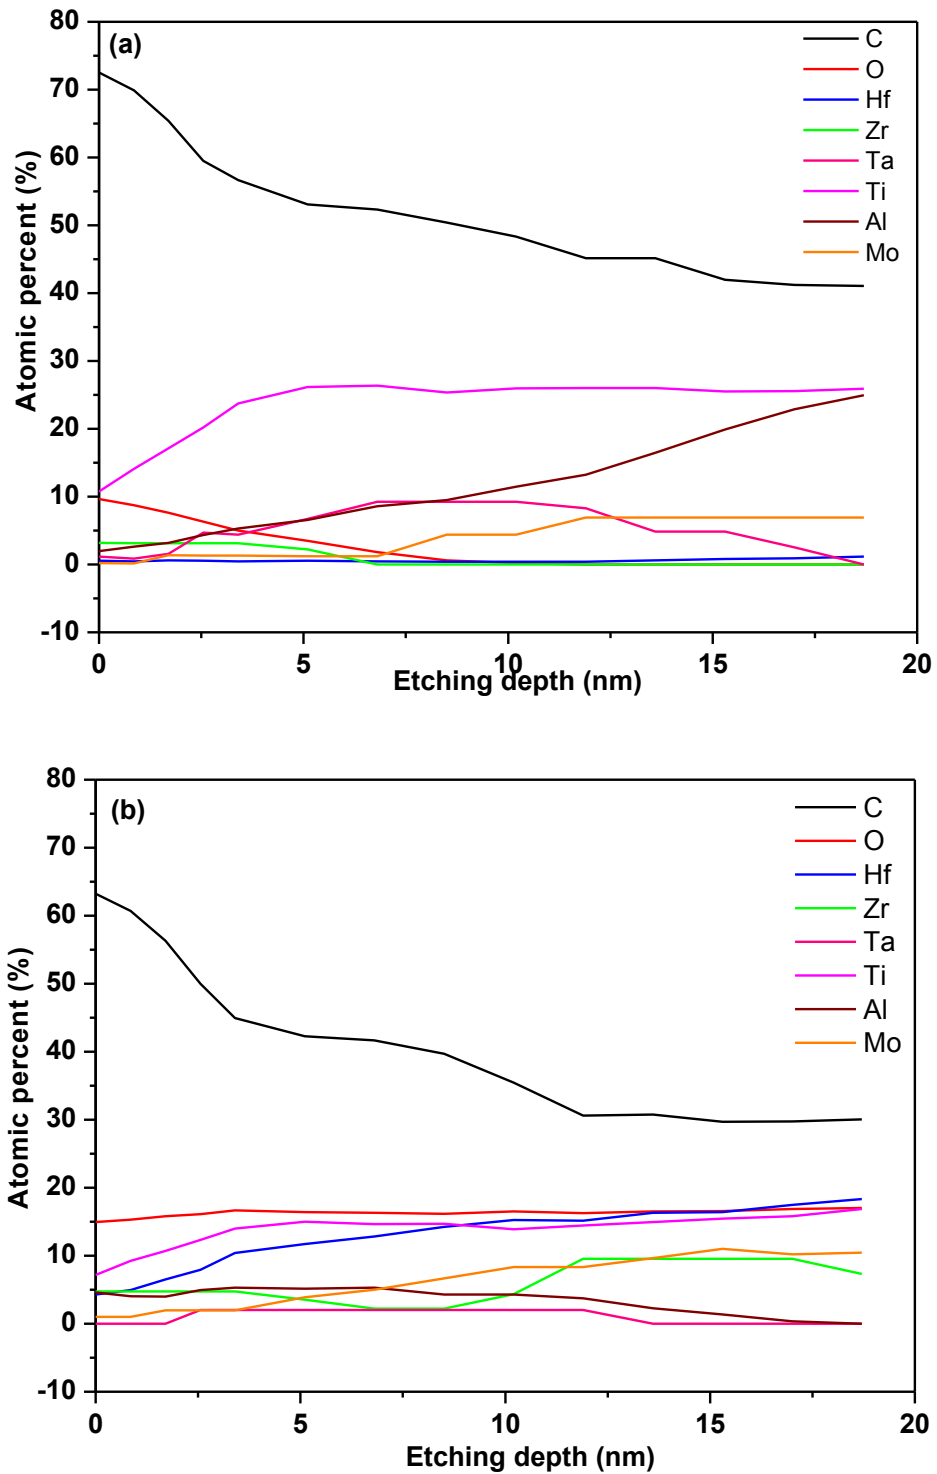 (a)
80
70
60
50
40
30
20
10
0
-10
Atomic percent (%)
C
O
Hf
Zr
Ta
Ti
Al
Mo
0 5 10 15 20
Etching depth (nm)
(b)
80
70
60
50
40
30
20
10
0
-10
Atomic percent (%)
C
O
Hf
Zr
Ta
Ti
Al
Mo
0 5 10 15 20
Etching depth (nm)